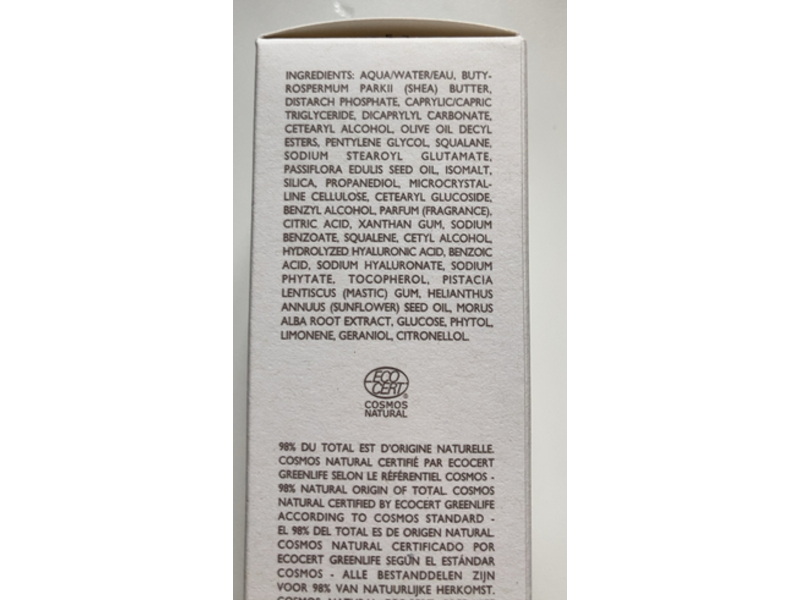 INGREDIENTS: AQUA/WATER/EAU, BUTY-
ROSPERMUM PARKII (SHEA) BUTTER,
DISTARCH PHOSPHATE, CAPRYLIC/CAPRIC
TRIGLYCERIDE, DICAPRYLYL CARBONATE,
CETEARYL ALCOHOL, OLIVE OIL DECYL
ESTERS, PENTYLENE GLYCOL, SQUALANE,
SODIUM STEAROYL GLUTAMATE,
PASSIFLORA EDULIS SEED OIL, ISOMALT,
SILICA, PROPANEDIOL, MICROCRYSTAL-
LINE CELLULOSE, CETEARYL GLUCOSIDE,
BENZYL ALCOHOL, PARFUM (FRAGRANCE),
CITRIC ACID, XANTHAN GUM, SODIUM
BENZOATE, SQUALENE, CETYL ALCOHOL,
HYDROLYZED HYALURONIC ACID, BENZOIC
ACID, SODIUM HYALURONATE, SODIUM
PHYTATE, TOCOPHEROL, PISTACIA
LENTISCUS (MASTIC) GUM, HELIANTHUS
ANNUUS (SUNFLOWER) SEED OIL, MORUS
ALBA ROOT EXTRACT, GLUCOSE, PHYTOL,
LIMONENE, GERANIOL, CITRONELLOL.
ECO
CERT®
COSMOS
NATURAL
98% DU TOTAL EST D'ORIGINE NATURELLE.
COSMOS NATURAL CERTIFIÉ PAR ECOCERT
GREENLIFE SELON LE RÉFÉRENTIEL COSMOS -
98% NATURAL ORIGIN OF TOTAL. COSMOS
NATURAL CERTIFIED BY ECOCERT GREENLIFE
ACCORDING TO COSMOS STANDARD -
EL 98% DEL TOTAL ES DE ORIGEN NATURAL.
COSMOS NATURAL CERTIFICADO POR
ECOCERT GREENLIFE SEGÚN EL ESTÁNDAR
COSMOS - ALLE BESTANDDELEN ZIJN
VOOR 98% VAN NATUURLIJKE HERKOMST.
COSMOS NATURAL